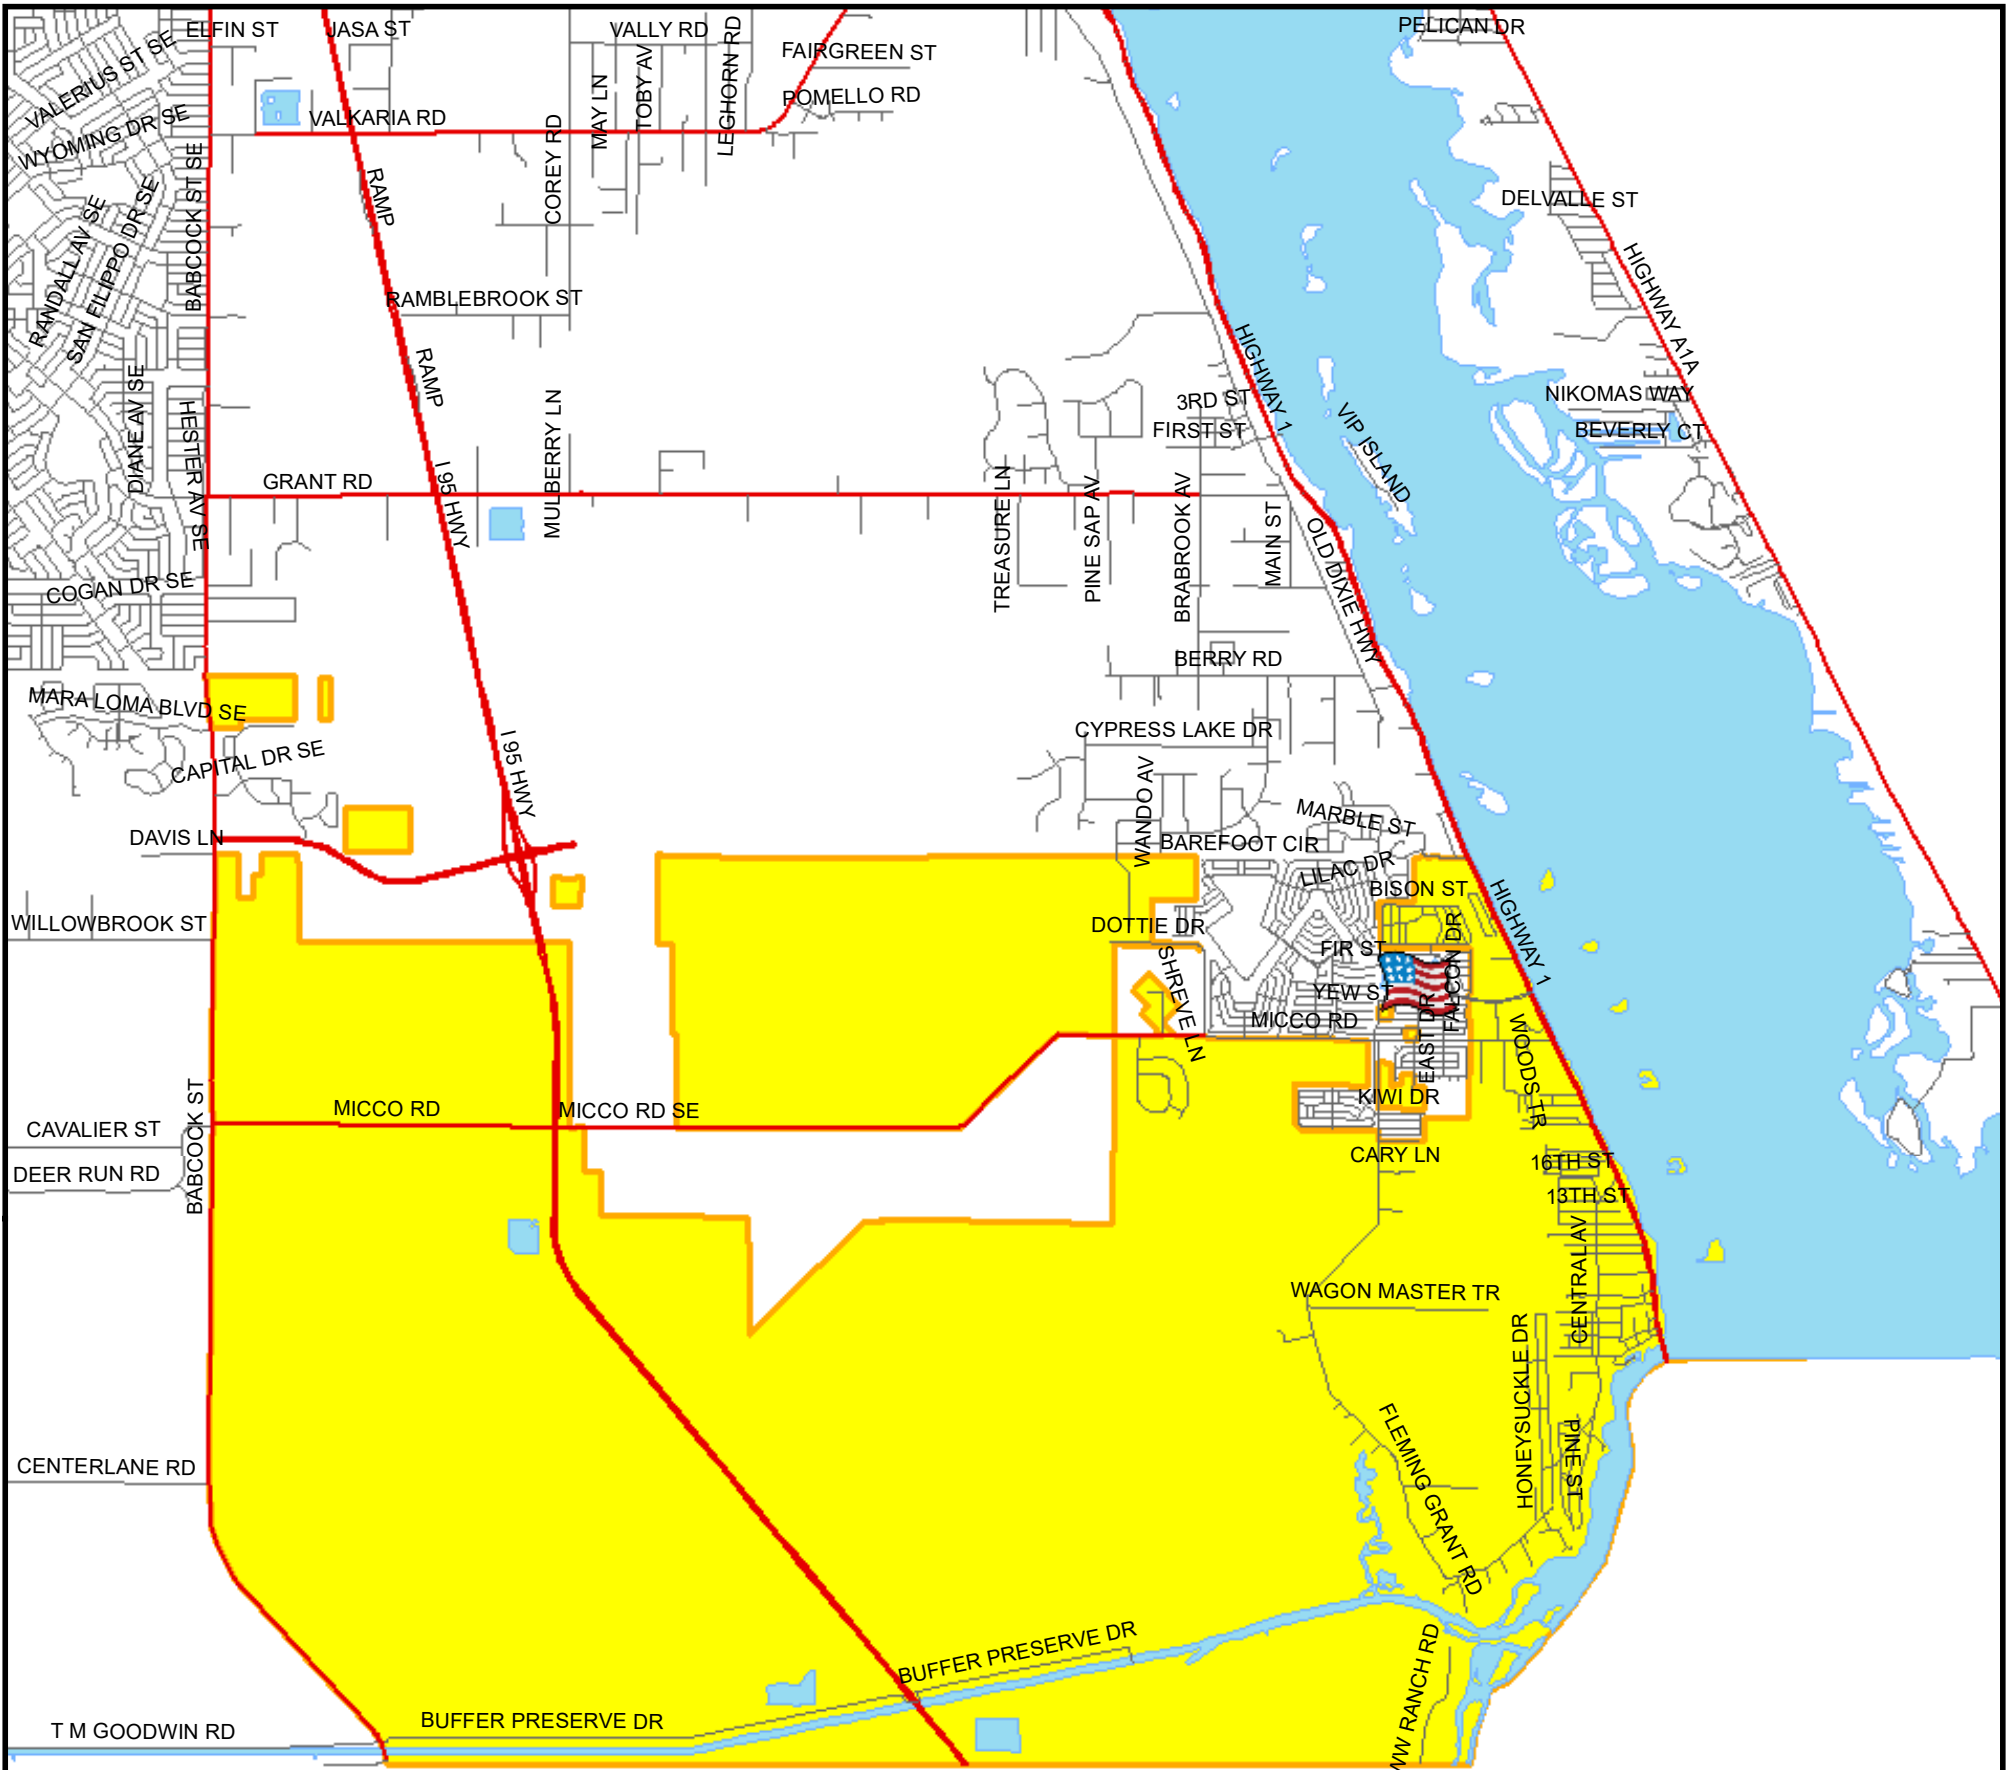 ELFIN ST
JASA ST
VALLY RD
PELICAN DR
VALERIUS ST SE
FAIRGREEN ST
TOBY AV
LEGHORN RD
MAY LN
POMELLO RD
VALKARIA RD
WYOMING DR SE
COREY RD
BABCOCK ST SE
RAMP
DELVALLE ST
RANDALL AV SE
SAN FILIPPO DR SE
HIGHWAY A1A
RAMBLEBROOK ST
RAMP
HIGHWAY 1
DIANE AV SE
HESTER AV SE
MULBERRY LN
3RD ST
FIRST ST
VIP ISLAND
NIKOMAS WAY
BEVERLY CT
GRANT RD
I 95 HWY
TREASURE LN
PINE SAP AV
BRABROOK AV
MAIN ST
OLD DIXIE HWY
COGAN DR SE
BERRY RD
MARA LOMA BLVD SE
CAPITAL DR SE
I 95 HWY
CYPRESS LAKE DR
WANDO AV
MARBLE ST
DAVIS LN
BAREFOOT CIR
LILAC DR
BISON ST
HIGHWAY 1
WILLOWBROOK ST
DOTTIE DR
FIR ST
FALCON DR
SHREVE LN
YEW ST
EAST DR
MICCO RD
WOODS TR
BABCOCK ST
MICCO RD
MICCO RD SE
KIWI DR
CAVALIER ST
CARY LN
16TH ST
DEER RUN RD
13TH ST
CENTRAL AV
WAGON MASTER TR
HONEYSUCKLE DR
FLEMING GRANT RD
PINE ST
CENTERLANE RD
BUFFER PRESERVE DR
WW RANCH RD
T M GOODWIN RD
BUFFER PRESERVE DR